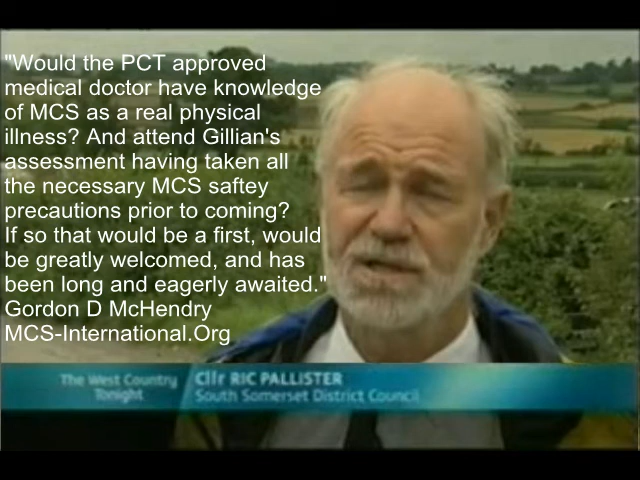 "Would the PCT approved
medical doctor have knowledge
of MCS as a real physical
illness? And attend Gillian's
assessment having taken all
the necessary MCS saftey
precautions prior to coming?
If so that would be a first, would
be greatly welcomed, and has
been long and eagerly awaited."
Gordon D McHendry
MCS-International.Org
The West Country
Tonight
Cllr RIC PALLISTER
South Somerset District Council